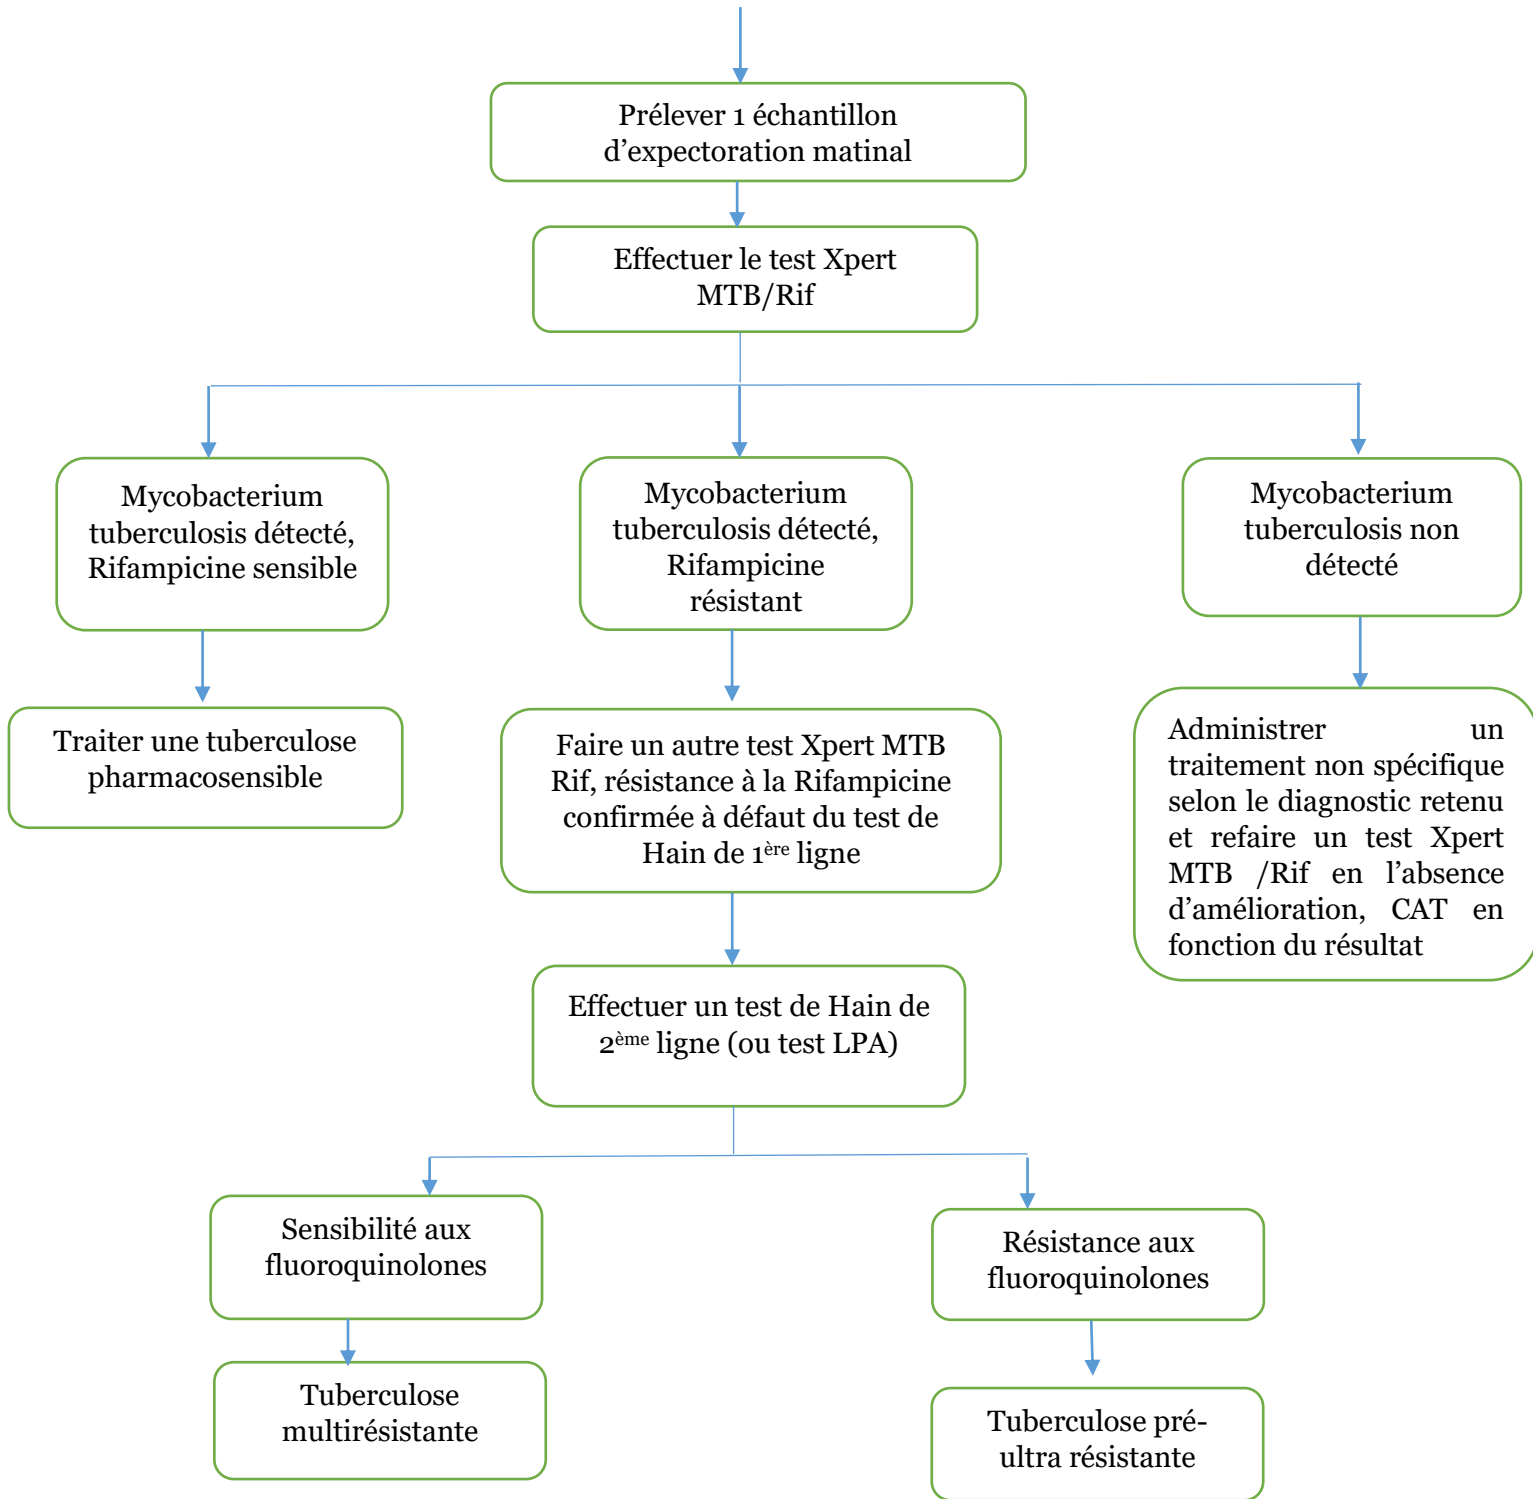 Prélever 1 échantillon
d’expectoration matinal
Effectuer le test Xpert
MTB/Rif
Mycobacterium
tuberculosis détecté,
Rifampicine sensible
Mycobacterium
tuberculosis détecté,
Rifampicine
résistant
Mycobacterium
tuberculosis non
détecté
Traiter une tuberculose
pharmacosensible
Faire un autre test Xpert MTB
Rif, résistance à la Rifampicine
confirmée à défaut du test de
Hain de 1ère ligne
Administrer un
traitement non spécifique
selon le diagnostic retenu
et refaire un test Xpert
MTB /Rif en l’absence
d’amélioration, CAT en
fonction du résultat
Effectuer un test de Hain de
2ème ligne (ou test LPA)
Sensibilité aux
fluoroquinolones
Résistance aux
fluoroquinolones
Tuberculose
multirésistante
Tuberculose pré-
ultra résistante